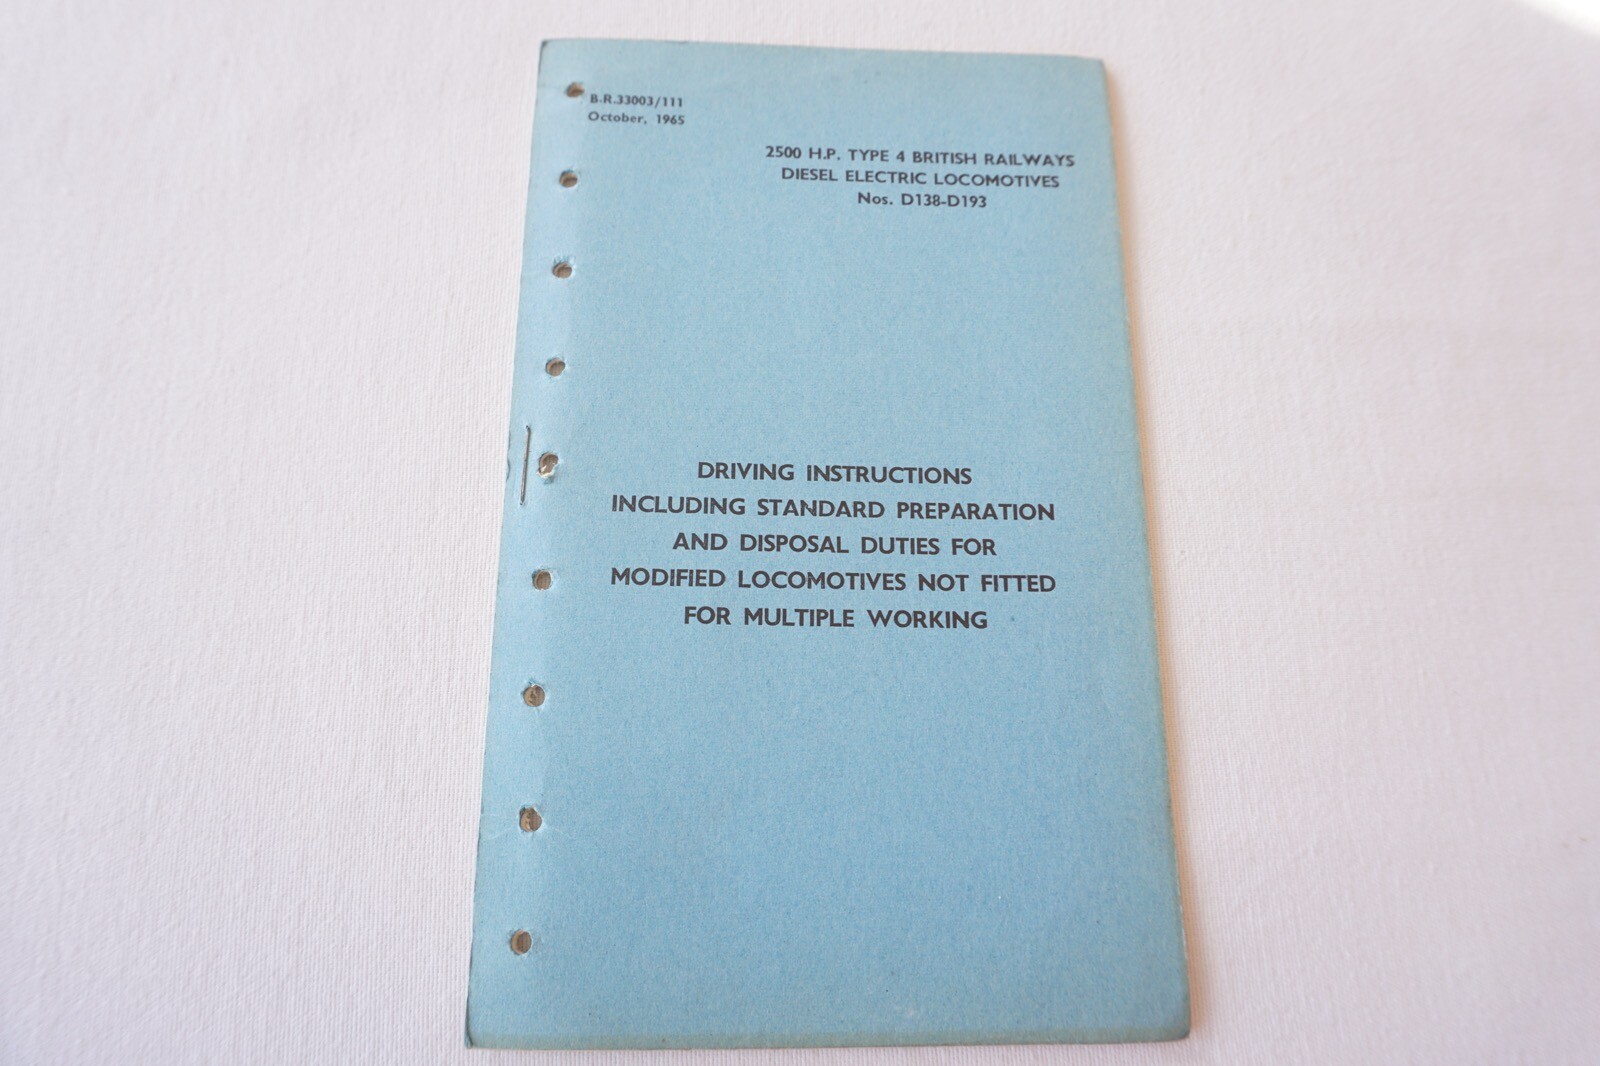 B.R.33003/111
October, 1965
2500 H.P. TYPE 4 BRITISH RAILWAYS
DIESEL ELECTRIC LOCOMOTIVES
Nos. D138-D193
DRIVING INSTRUCTIONS
INCLUDING STANDARD PREPARATION
AND DISPOSAL DUTIES FOR
MODIFIED LOCOMOTIVES NOT FITTED
FOR MULTIPLE WORKING